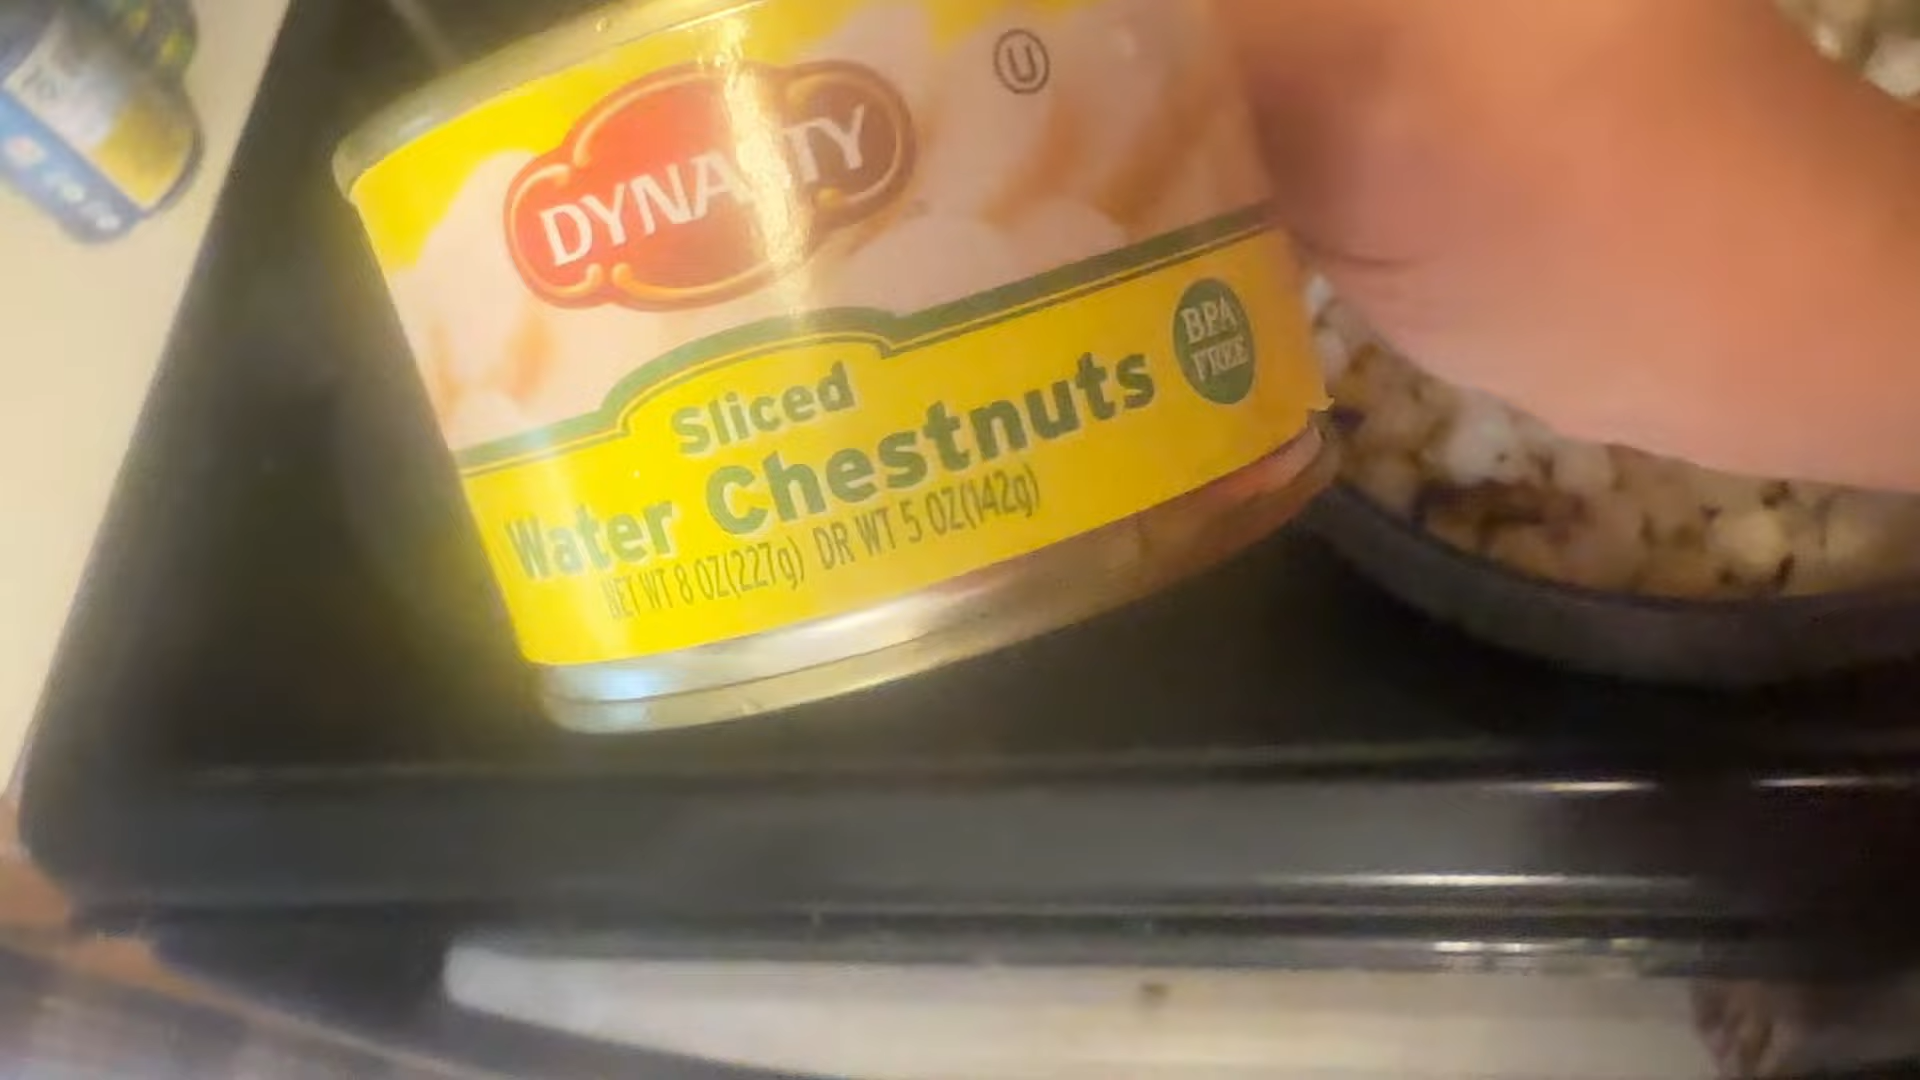 DYNASTY
U
Sliced
Water Chestnuts
BPA
FREE
NET WT 8 OZ(227g) DR WT 5 OZ(142g)